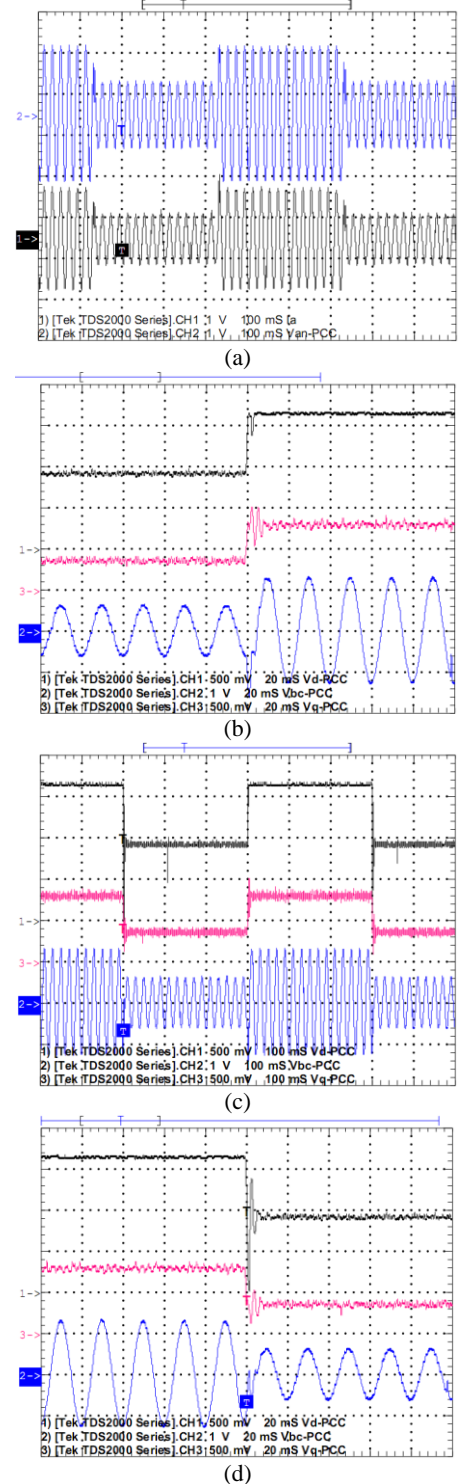 2->
1->
T
T
1) [Tek TDS2000 Series].CH1 1 V 100 mS Ia
2) [Tek TDS2000 Series].CH2 1 V 100 mS Van-PCC
(a)
1->
3->
2->
1) [Tek TDS2000 Series].CH1 500 mV 20 mS Vd-PCC
2) [Tek TDS2000 Series].CH2 1 V 20 mS Vbc-PCC
3) [Tek TDS2000 Series].CH3 500 mV 20 mS Vq-PCC
(b)
T
1->
T
3->
2->
T
1) [Tek TDS2000 Series].CH1 500 mV 100 mS Vd-PCC
2) [Tek TDS2000 Series].CH2 1 V 100 mS Vbc-PCC
3) [Tek TDS2000 Series].CH3 500 mV 100 mS Vq-PCC
(c)
T
1->
T
3->
2->
T
1) [Tek TDS2000 Series].CH1 500 mV 20 mS Vd-PCC
2) [Tek TDS2000 Series].CH2 1 V 20 mS Vbc-PCC
3) [Tek TDS2000 Series].CH3 500 mV 20 mS Vq-PCC
(d)